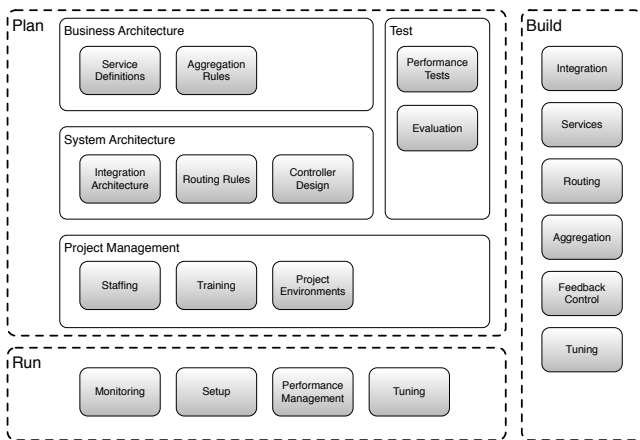 Plan
Business Architecture
Service
Definitions
Aggregation
Rules
System Architecture
Integration
Architecture
Routing Rules
Controller
Design
Test
Performance
Tests
Evaluation
Project Management
Staffing
Training
Project
Environments
Run
Monitoring
Setup
Performance
Management
Tuning
Build
Integration
Services
Routing
Aggregation
Feedback
Control
Tuning